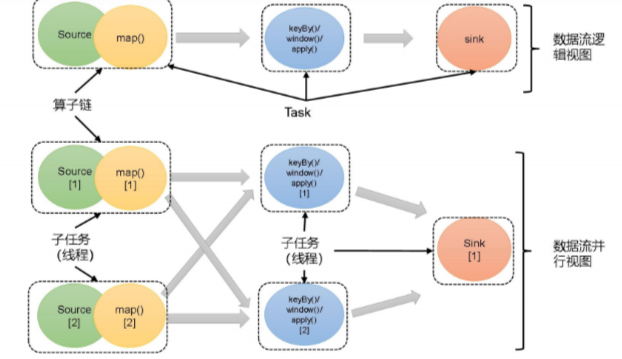 Source
map()
keyBy()/
window()/
apply()
sink
数据流逻
辑视图
算子链
Task
Source
[1]
map()
[1]
keyBy()/
window()/
apply()
[1]
子任务
(线程)
子任务
(线程)
Sink
[1]
数据流并
行视图
Source
[2]
map()
[2]
keyBy()/
window()/
apply()
[2]